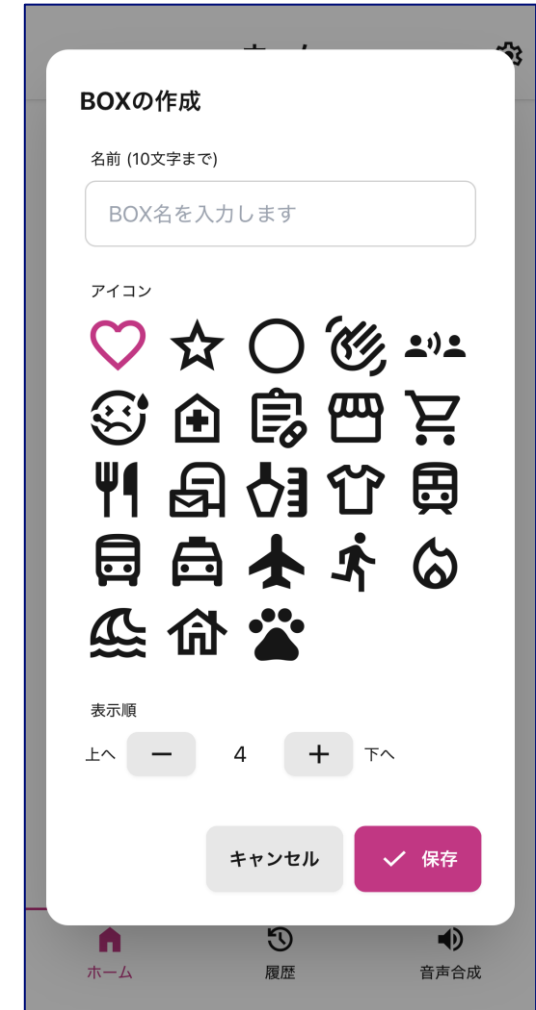 BOXの作成
名前 (10文字まで)
BOX名を入力します
アイコン
表示順
上へ － 4 ＋ 下へ
キャンセル 保存
ホーム 履歴 音声合成